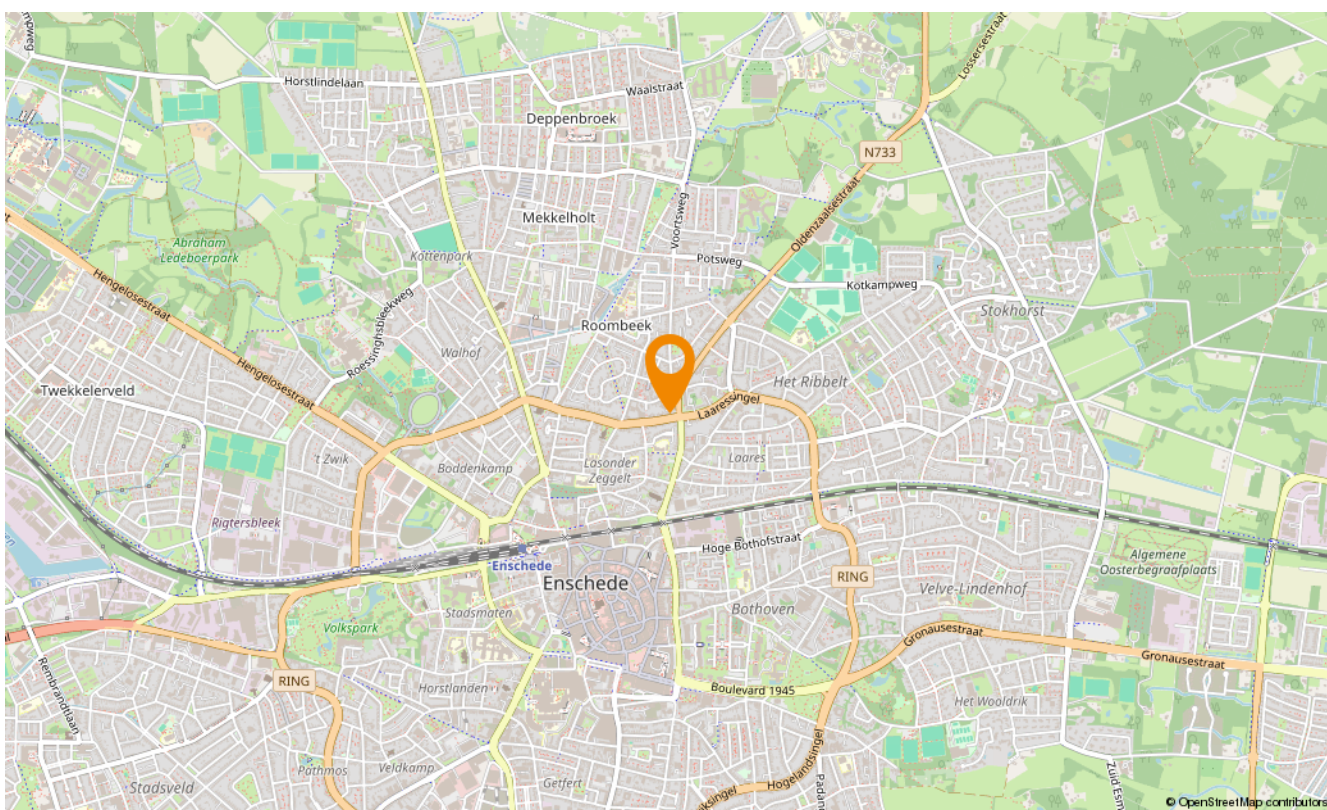 Horstlindelaan
Waalstraat
Lossersestraat
Deppenbroek
N733
Mekkelholt
Voortsweg
Oldenzaalsestraat
Abraham
Ledeboerpark
Kottenpark
Potsweg
Kotkampweg
Hengelosestraat
Roessinghsbleekweg
Stokhorst
Roombeek
Walhof
Hengelosestraat
Het Ribbelt
Twekkelerveld
Laaressingel
't Zwik
Boddenkamp
Lasonder
Zeggelt
Laares
Rigtersbleek
Hoge Bothofstraat
Enschede
Enschede
Algemene
Oosterbegraafplaats
RING
Velve-Lindenhof
Bothoven
Stadsmaten
Volkspark
Gronausestraat
Gronausestraat
Rembrandtlaan
RING
Horstlanden
Boulevard 1945
Het Wooldrik
Hogelandsingel
Pathmos
Veldkamp
Getfert
Stadsveld
© OpenStreetMap contributors